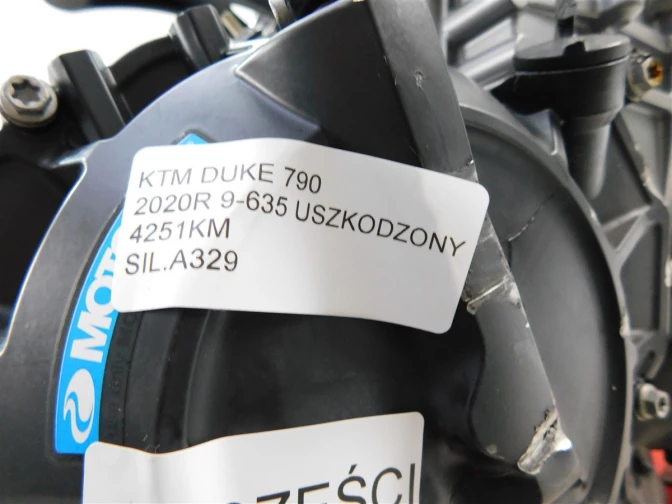 KTM DUKE 790
2020R 9-635 USZKODZONY
4251KM
SIL.A329